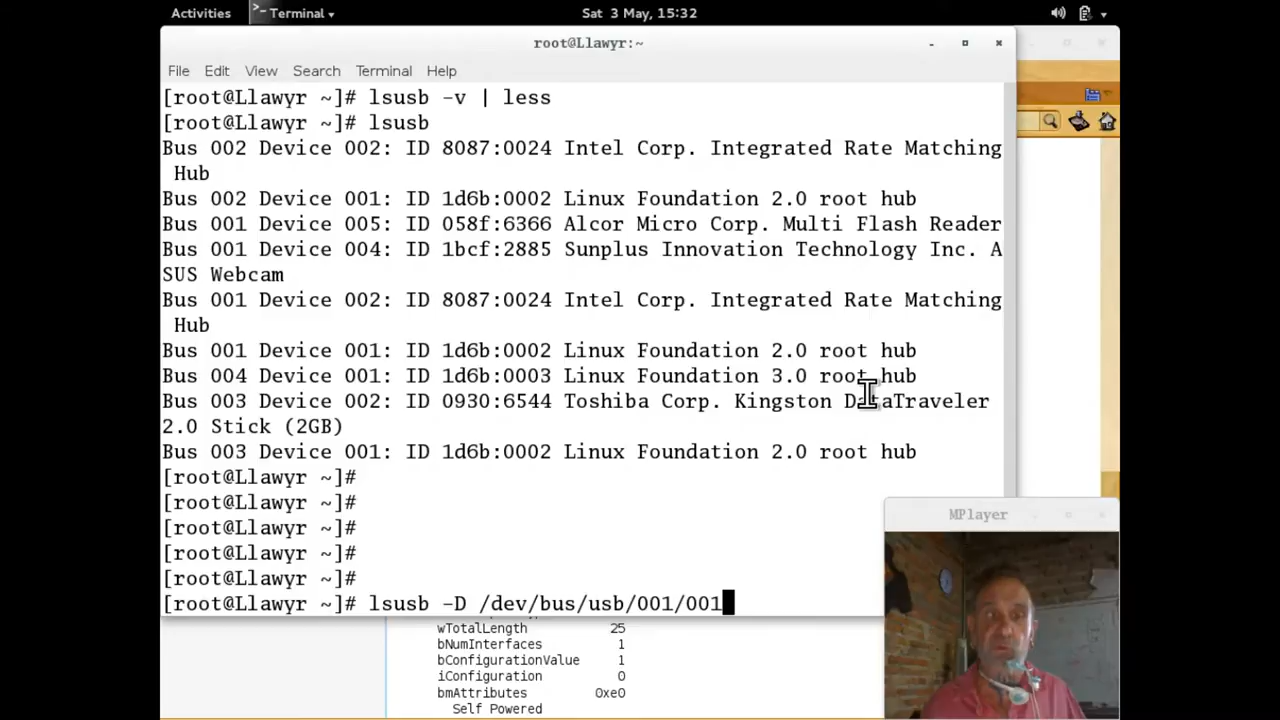 Activities
Terminal
Sat 3 May, 15:32
root@Llawyr:~
File Edit View Search Terminal Help
[root@Llawyr ~]# lsusb -v | less
[root@Llawyr ~]# lsusb
Bus 002 Device 002: ID 8087:0024 Intel Corp. Integrated Rate Matching
 Hub
Bus 002 Device 001: ID 1d6b:0002 Linux Foundation 2.0 root hub
Bus 001 Device 005: ID 058f:6366 Alcor Micro Corp. Multi Flash Reader
Bus 001 Device 004: ID 1bcf:2885 Sunplus Innovation Technology Inc. A
SUS Webcam
Bus 001 Device 002: ID 8087:0024 Intel Corp. Integrated Rate Matching
 Hub
Bus 001 Device 001: ID 1d6b:0002 Linux Foundation 2.0 root hub
Bus 004 Device 001: ID 1d6b:0003 Linux Foundation 3.0 root hub
Bus 003 Device 002: ID 0930:6544 Toshiba Corp. Kingston DataTraveler
2.0 Stick (2GB)
Bus 003 Device 001: ID 1d6b:0002 Linux Foundation 2.0 root hub
[root@Llawyr ~]#
[root@Llawyr ~]#
[root@Llawyr ~]#
[root@Llawyr ~]#
[root@Llawyr ~]#
[root@Llawyr ~]# lsusb -D /dev/bus/usb/001/001
MPlayer
wTotalLength 25
bNumInterfaces 1
bConfigurationValue 1
iConfiguration 0
bmAttributes 0xe0
Self Powered